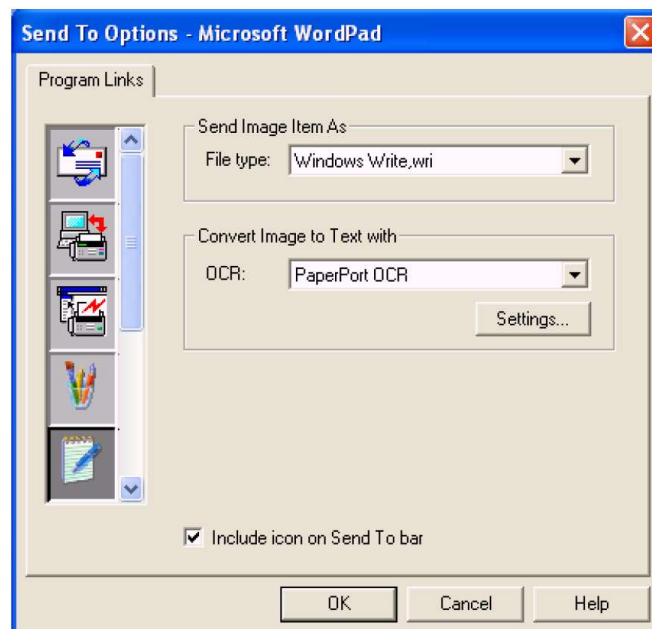 Send To Options - Microsoft WordPad
Program Links
Send Image Item As
File type: Windows Write,wri
Convert Image to Text with
OCR: PaperPort OCR
Settings...
Include icon on Send To bar
OK Cancel Help